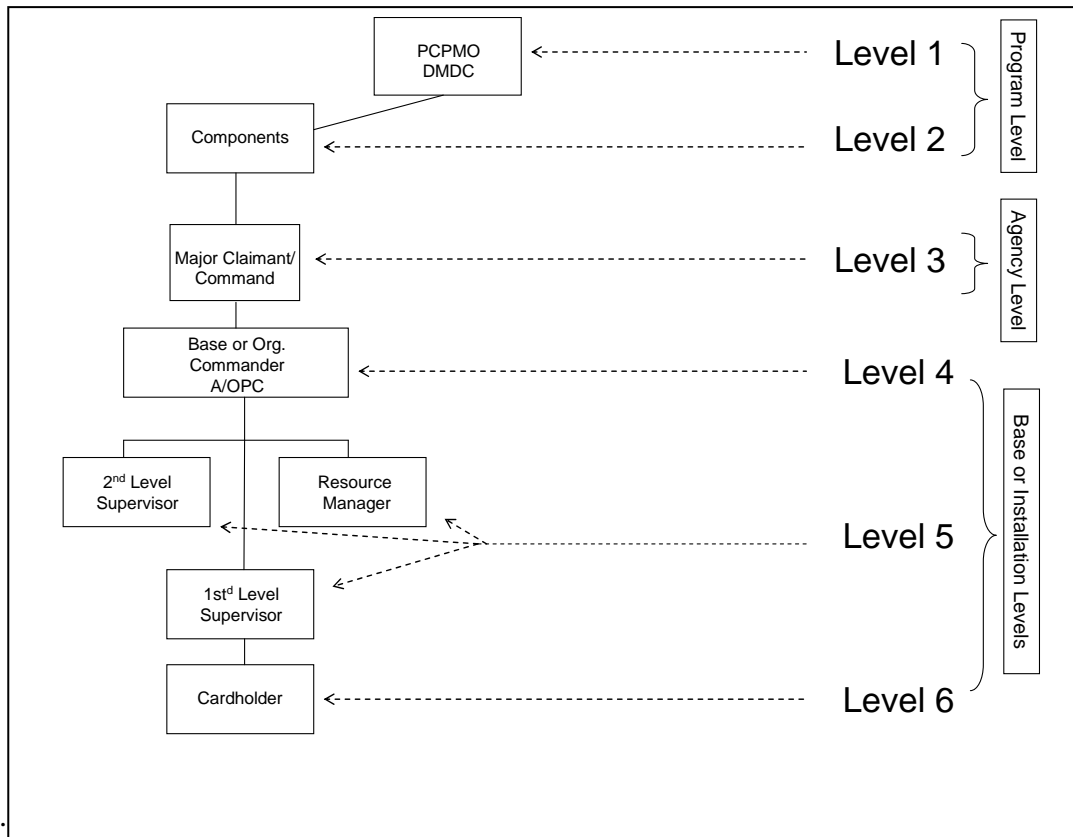 PCPMO
DMDC
Level 1
Program Level
Components
Level 2
Major Claimant/
Command
Level 3
Agency Level
Base or Org.
Commander
A/OPC
Level 4
Base or Installation Levels
2nd Level
Supervisor
Resource
Manager
Level 5
1std Level
Supervisor
Cardholder
Level 6
.